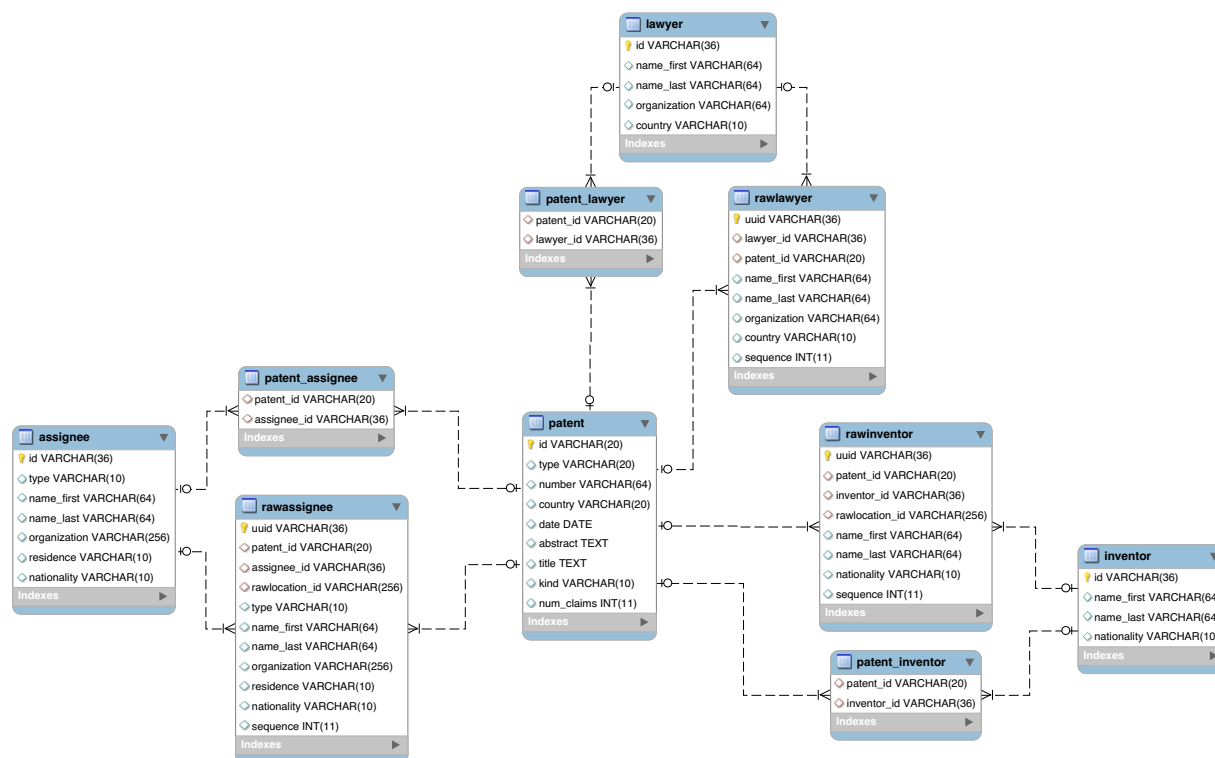 lawyer
id VARCHAR(36)
name_first VARCHAR(64)
name_last VARCHAR(64)
organization VARCHAR(64)
country VARCHAR(10)
Indexes
patent_lawyer
patent_id VARCHAR(20)
lawyer_id VARCHAR(36)
Indexes
rawlawyer
uuid VARCHAR(36)
lawyer_id VARCHAR(36)
patent_id VARCHAR(20)
name_first VARCHAR(64)
name_last VARCHAR(64)
organization VARCHAR(64)
country VARCHAR(10)
sequence INT(11)
Indexes
patent_assignee
patent_id VARCHAR(20)
assignee_id VARCHAR(36)
Indexes
assignee
id VARCHAR(36)
type VARCHAR(10)
name_first VARCHAR(64)
name_last VARCHAR(64)
organization VARCHAR(256)
residence VARCHAR(10)
nationality VARCHAR(10)
Indexes
rawassignee
uuid VARCHAR(36)
patent_id VARCHAR(20)
assignee_id VARCHAR(36)
rawlocation_id VARCHAR(256)
type VARCHAR(10)
name_first VARCHAR(64)
name_last VARCHAR(64)
organization VARCHAR(256)
residence VARCHAR(10)
nationality VARCHAR(10)
sequence INT(11)
Indexes
patent
id VARCHAR(20)
type VARCHAR(20)
number VARCHAR(64)
country VARCHAR(20)
date DATE
abstract TEXT
title TEXT
kind VARCHAR(10)
num_claims INT(11)
Indexes
rawinventor
uuid VARCHAR(36)
patent_id VARCHAR(20)
inventor_id VARCHAR(36)
rawlocation_id VARCHAR(256)
name_first VARCHAR(64)
name_last VARCHAR(64)
nationality VARCHAR(10)
sequence INT(11)
Indexes
inventor
id VARCHAR(36)
name_first VARCHAR(64
name_last VARCHAR(64
nationality VARCHAR(10
Indexes
patent_inventor
patent_id VARCHAR(20)
inventor_id VARCHAR(36)
Indexes